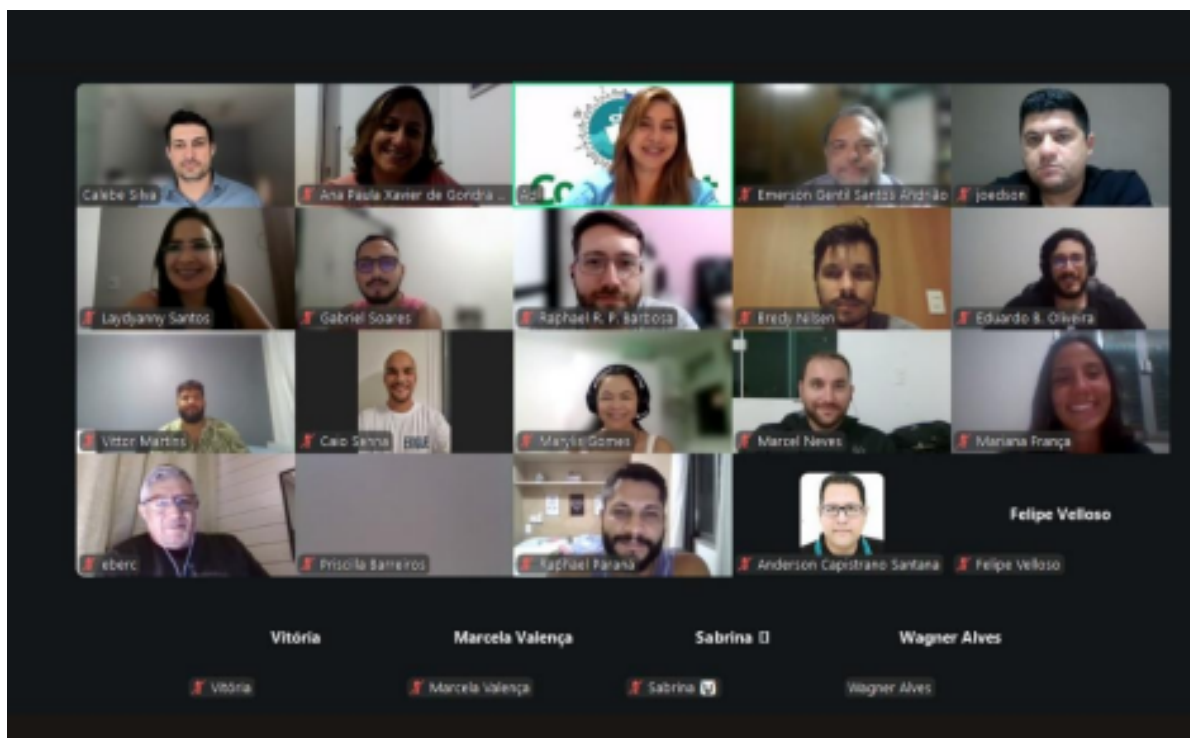 Calebe Silva
Ana Paula Xavier de Gondra ...
Adil
Emerson Gentil Santos Andrião
joedson
Laydyanny Santos
Gabriel Soares
Raphael R. P. Barbosa
Bredy Nilsen
Eduardo B. Oliveira
Vittor Martins
Caio Senna
Marylis Gomes
Marcel Neves
Mariana França
eberc
Priscila Barreiros
Raphael Paraná
Anderson Capistrano Santana
Felipe Velloso
Felipe Velloso
Vitória
Marcela Valença
Sabrina
Wagner Alves
Vitória
Marcela Valença
Sabrina
Wagner Alves